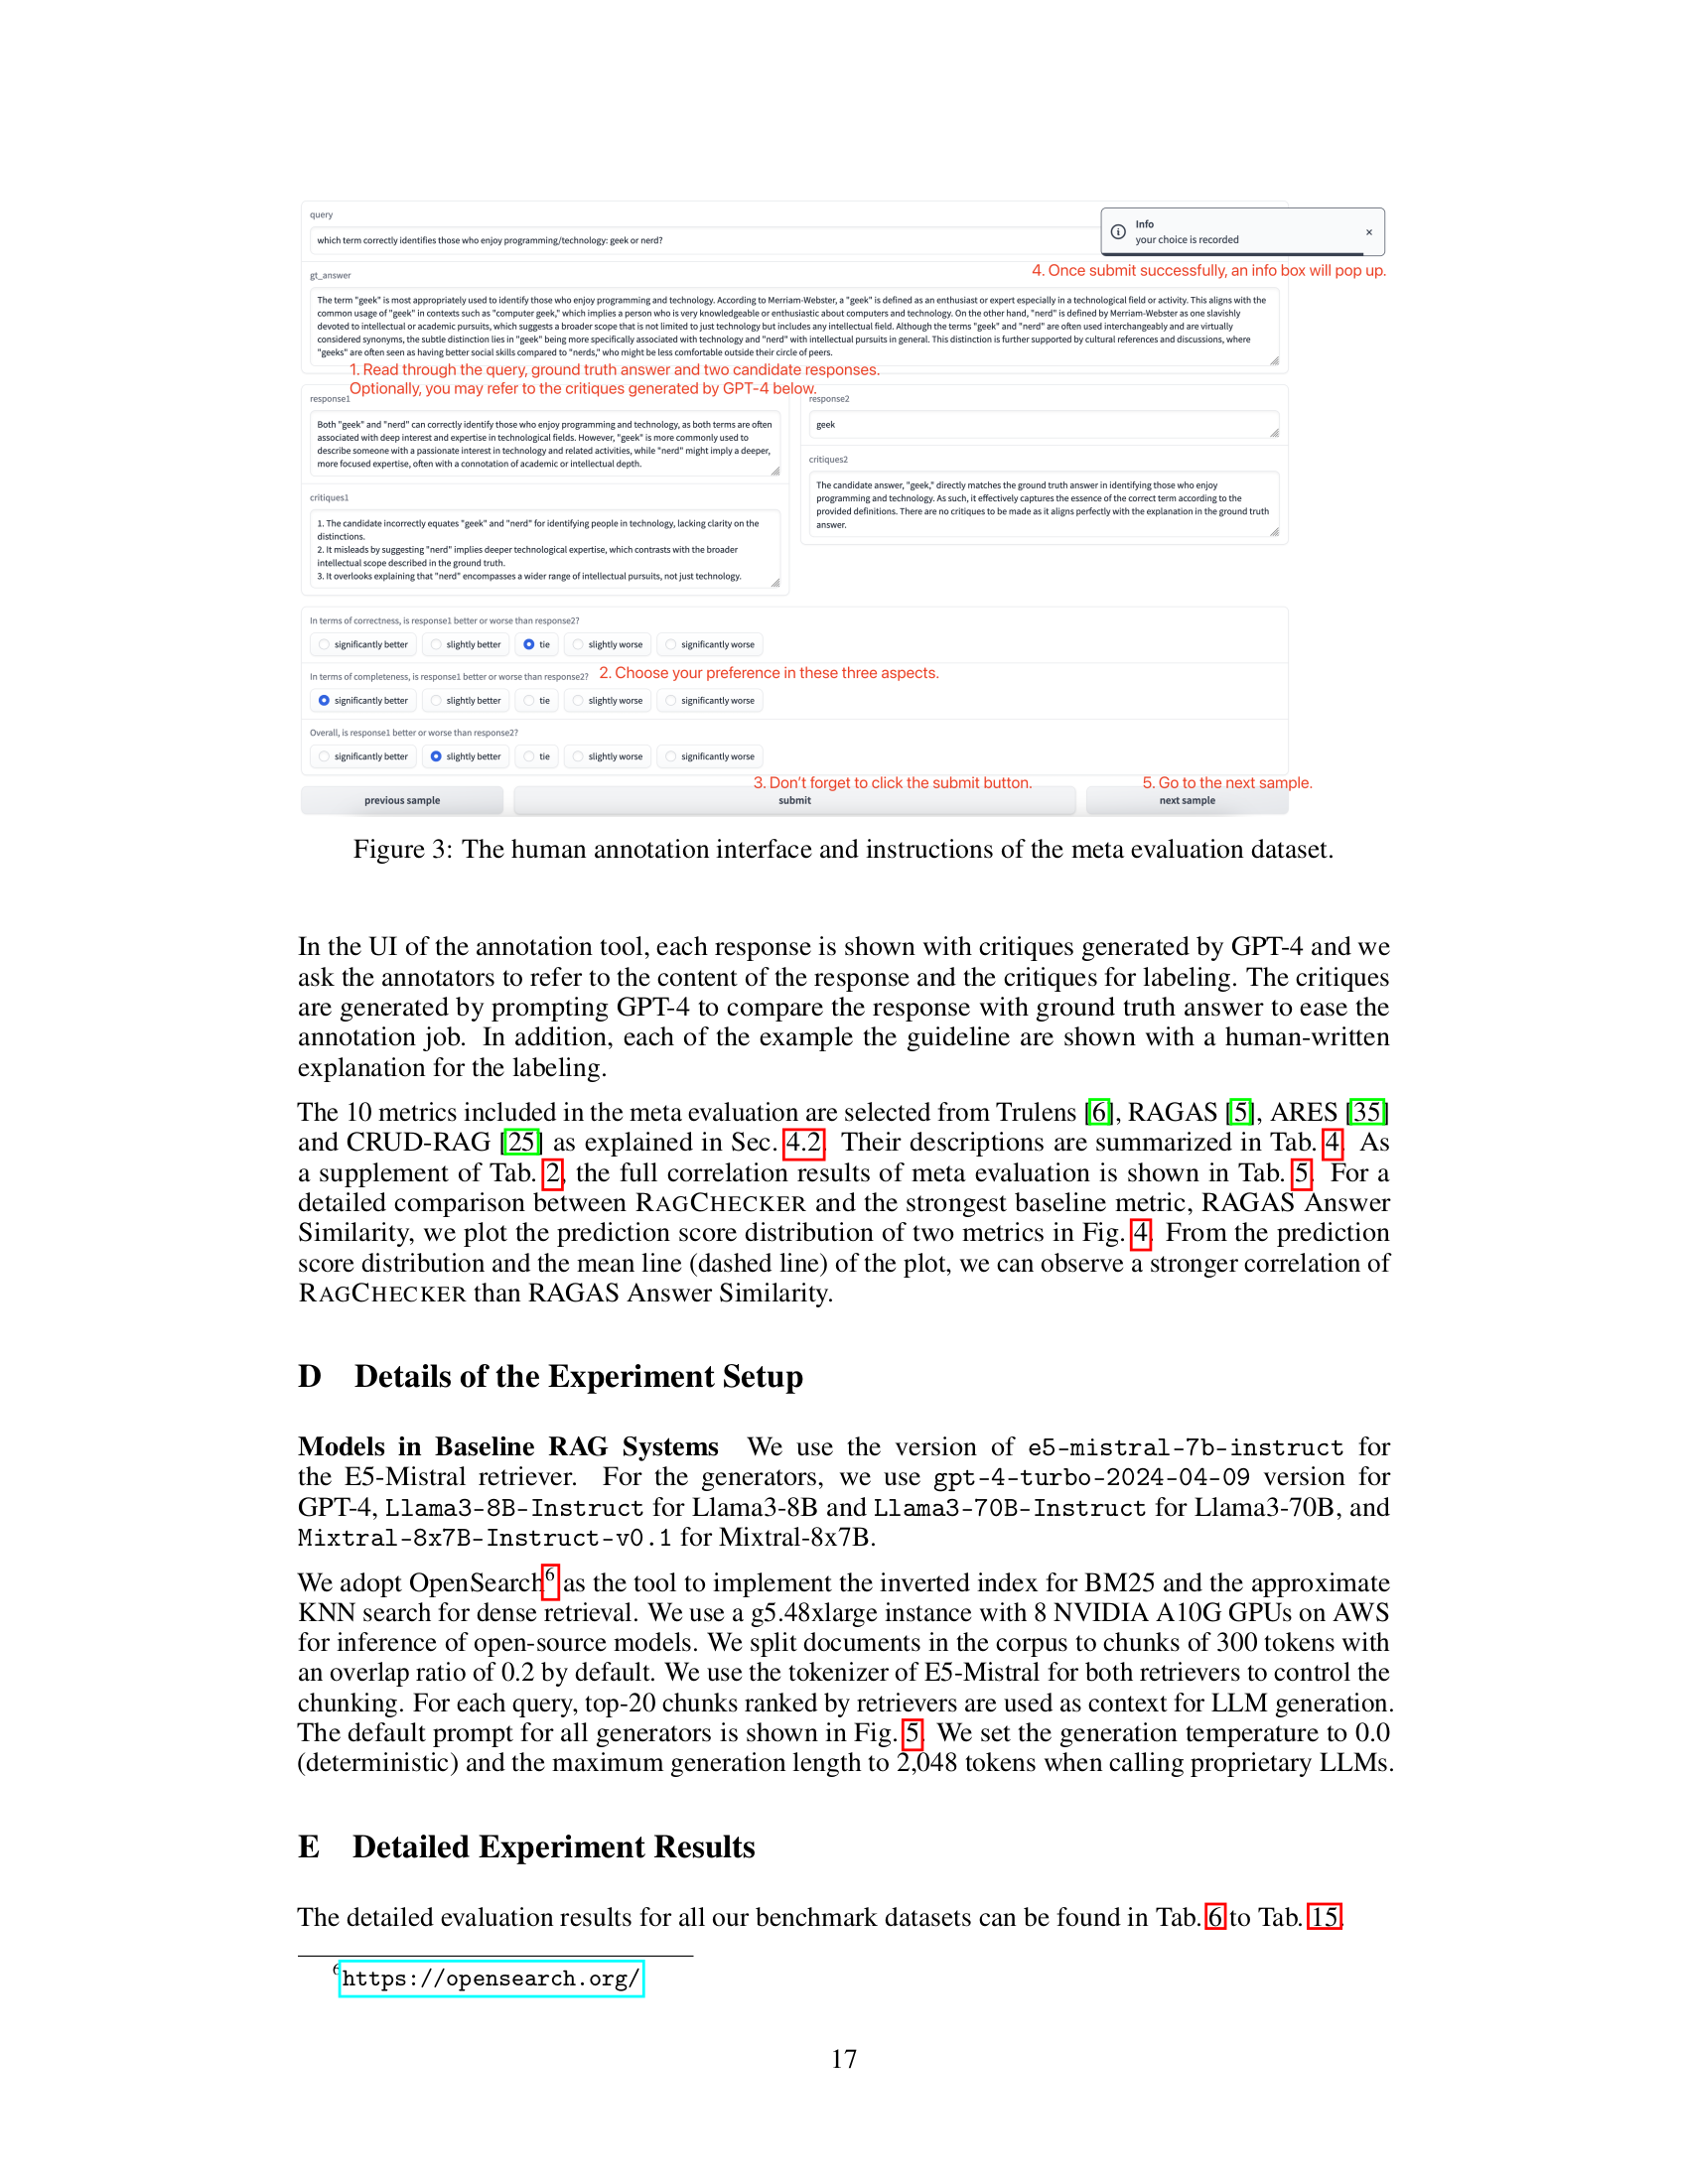 query
which term correctly identifies those who enjoy programming/technology: geek or nerd?
Info
your choice is recorded
4. Once submit successfully, an info box will pop up.
gt_answer
The term "geek" is most appropriately used to identify those who enjoy programming and technology. According to Merriam-Webster, a "geek" is defined as an enthusiast or expert especially in a technological field or activity. This aligns with the
common usage of "geek" in contexts such as "computer geek," which implies a person who is very knowledgeable or enthusiastic about computers and technology. On the other hand, "nerd" is defined by Merriam-Webster as one slavishly
devoted to intellectual or academic pursuits, which suggests a broader scope that is not limited to just technology but includes any intellectual field. Although the terms "geek" and "nerd" are often used interchangeably and are virtually
considered synonyms, the subtle distinction lies in "geek" being more specifically associated with technology and "nerd" with intellectual pursuits in general. This distinction is further supported by cultural references and discussions, where
"geeks" are often seen as having better social skills compared to "nerds," who might be less comfortable outside their circle of peers.
1. Read through the query, ground truth answer and two candidate responses.
Optionally, you may refer to the critiques generated by GPT-4 below.
response1
Both "geek" and "nerd" can correctly identify those who enjoy programming and technology, as both terms are often
associated with deep interest and expertise in technological fields. However, "geek" is more commonly used to
describe someone with a passionate interest in technology and related activities, while "nerd" might imply a deeper,
more focused expertise, often with a connotation of academic or intellectual depth.
critiques1
1. The candidate incorrectly equates "geek" and "nerd" for identifying people in technology, lacking clarity on the
distinctions.
2. It misleads by suggesting "nerd" implies deeper technological expertise, which contrasts with the broader
intellectual scope described in the ground truth.
3. It overlooks explaining that "nerd" encompasses a wider range of intellectual pursuits, not just technology.
response2
geek
critiques2
The candidate answer, "geek," directly matches the ground truth answer in identifying those who enjoy
programming and technology. As such, it effectively captures the essence of the correct term according to the
provided definitions. There are no critiques to be made as it aligns perfectly with the explanation in the ground truth
answer.
In terms of correctness, is response1 better or worse than response2?
significantly better slightly better tie slightly worse significantly worse
In terms of completeness, is response1 better or worse than response2? 2. Choose your preference in these three aspects.
significantly better slightly better tie slightly worse significantly worse
Overall, is response1 better or worse than response2?
significantly better slightly better tie slightly worse significantly worse
3. Don't forget to click the submit button. 5. Go to the next sample.
previous sample submit next sample
Figure 3: The human annotation interface and instructions of the meta evaluation dataset.
In the UI of the annotation tool, each response is shown with critiques generated by GPT-4 and we
ask the annotators to refer to the content of the response and the critiques for labeling. The critiques
are generated by prompting GPT-4 to compare the response with ground truth answer to ease the
annotation job. In addition, each of the example the guideline are shown with a human-written
explanation for the labeling.
The 10 metrics included in the meta evaluation are selected from Trulens [6], RAGAS [5], ARES [35]
and CRUD-RAG [25] as explained in Sec. 4.2. Their descriptions are summarized in Tab. 4. As
a supplement of Tab. 2, the full correlation results of meta evaluation is shown in Tab. 5. For a
detailed comparison between RAGCHECKER and the strongest baseline metric, RAGAS Answer
Similarity, we plot the prediction score distribution of two metrics in Fig. 4. From the prediction
score distribution and the mean line (dashed line) of the plot, we can observe a stronger correlation of
RAGCHECKER than RAGAS Answer Similarity.
D Details of the Experiment Setup
Models in Baseline RAG Systems We use the version of e5-mistral-7b-instruct for
the E5-Mistral retriever. For the generators, we use gpt-4-turbo-2024-04-09 version for
GPT-4, Llama3-8B-Instruct for Llama3-8B and Llama3-70B-Instruct for Llama3-70B, and
Mixtral-8x7B-Instruct-v0.1 for Mixtral-8x7B.
We adopt OpenSearch6 as the tool to implement the inverted index for BM25 and the approximate
KNN search for dense retrieval. We use a g5.48xlarge instance with 8 NVIDIA A10G GPUs on AWS
for inference of open-source models. We split documents in the corpus to chunks of 300 tokens with
an overlap ratio of 0.2 by default. We use the tokenizer of E5-Mistral for both retrievers to control the
chunking. For each query, top-20 chunks ranked by retrievers are used as context for LLM generation.
The default prompt for all generators is shown in Fig. 5. We set the generation temperature to 0.0
(deterministic) and the maximum generation length to 2,048 tokens when calling proprietary LLMs.
E Detailed Experiment Results
The detailed evaluation results for all our benchmark datasets can be found in Tab. 6 to Tab. 15.
6https://opensearch.org/
17